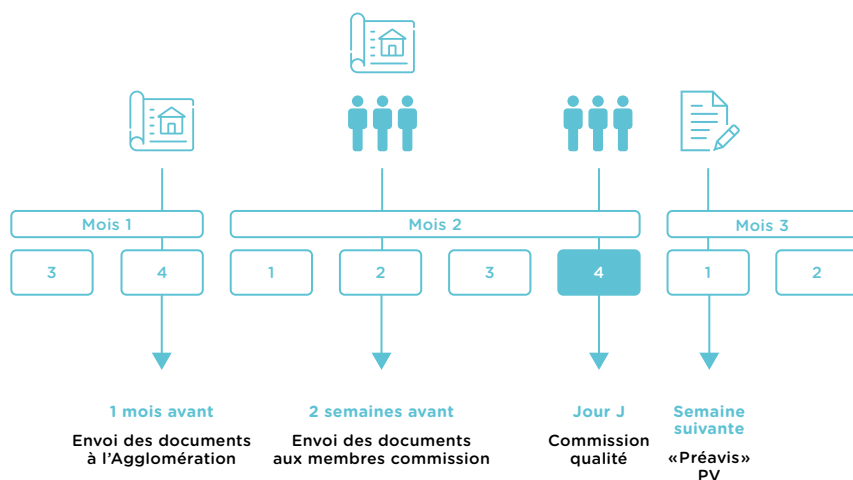 Mois 1
Mois 2
Mois 3
3
4
1
2
3
4
1
2
1 mois avant
Envoi des documents
à l'Agglomération
2 semaines avant
Envoi des documents
aux membres commission
Jour J
Commission
qualité
Semaine
suivante
«Préavis»
PV